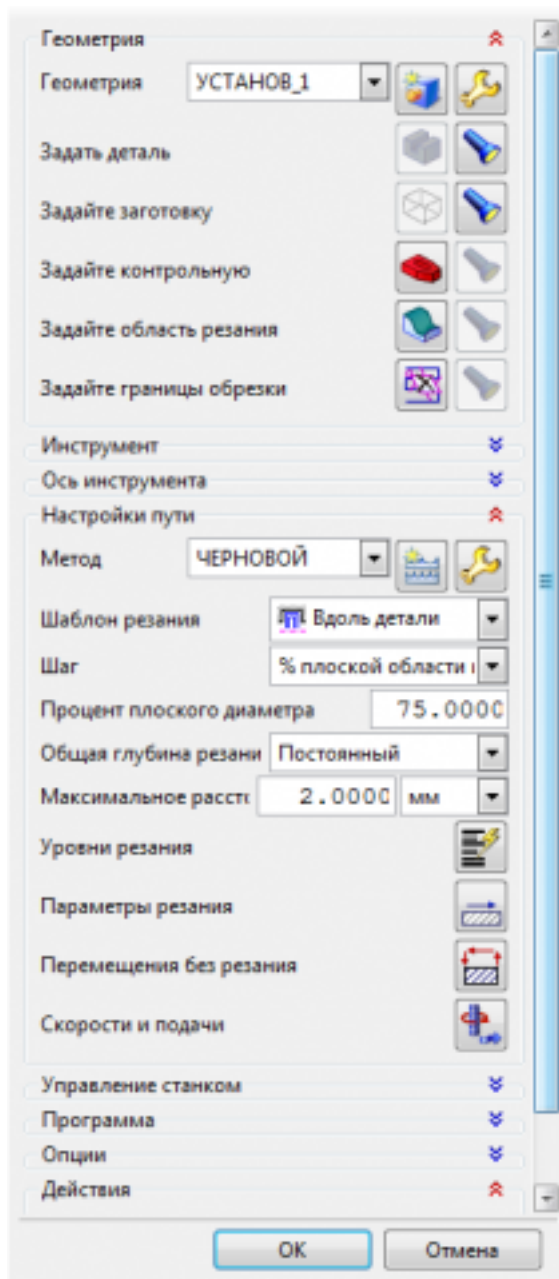 Геометрия
Геометрия УСТАНОВ_1
Задать деталь
Задайте заготовку
Задайте контрольную
Задайте область резания
Задайте границы обрезки
Инструмент
Ось инструмента
Настройки пути
Метод ЧЕРНОВОЙ
Шаблон резания Вдоль детали
Шаг % плоской области
Процент плоского диаметра 75.0000
Общая глубина резани Постоянный
Максимальное рассто 2.0000 мм
Уровни резания
Параметры резания
Перемещения без резания
Скорости и подачи
Управление станком
Программа
Опции
Действия
ОК Отмена